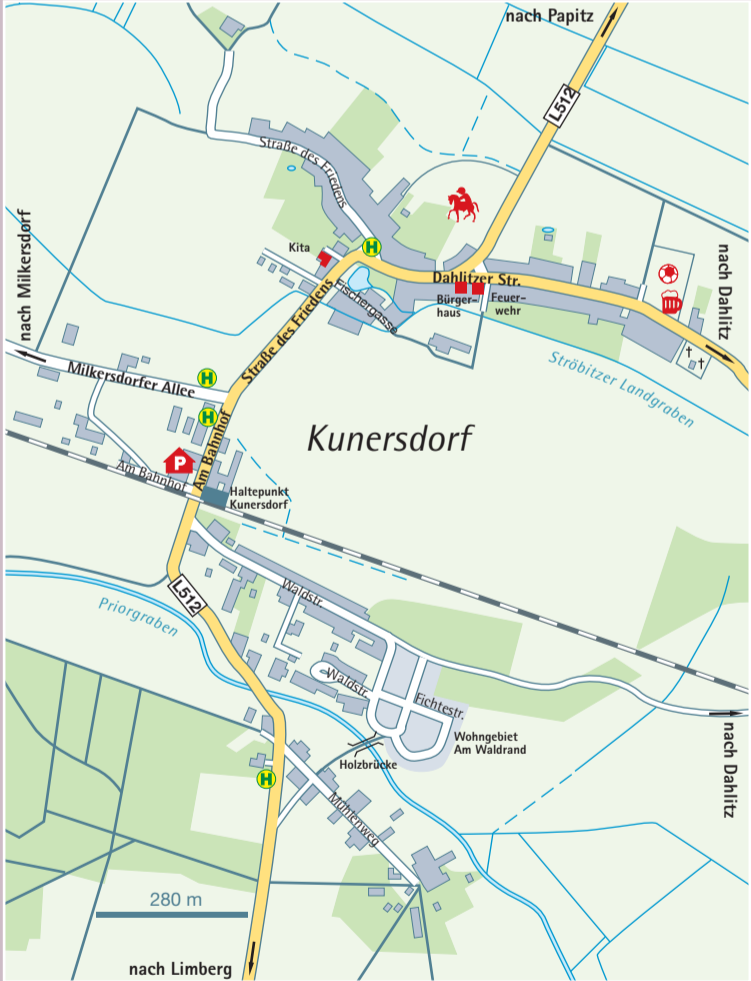 nach Papitz
L512
Straße des Friedens
nach Milkersdorf
Kita
H
Dahlitzer Str.
Bürger-
haus
Feuer-
wehr
nach Dahlitz
Fischergasse
Straße des Friedens
Ströbitzer Landgraben
Milkersdorfer Allee
H
H
Kunersdorf
Am Bahnhof
P
Am Bahnhof
Haltepunkt
Kunersdorf
L512
Waldstr.
Priorgraben
Waldstr.
Fichtestr.
Wohngebiet
Am Waldrand
Holzbrücke
nach Dahlitz
H
Mühlenweg
280 m
nach Limberg